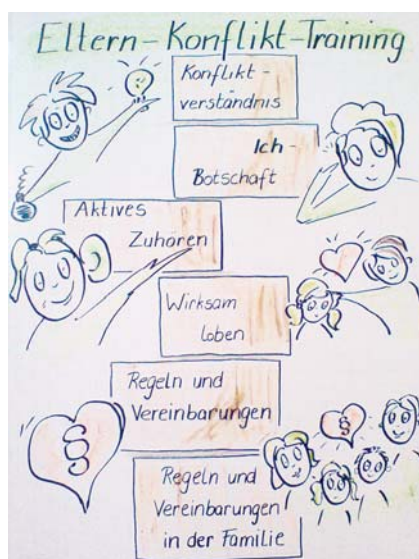 Eltern-Konflikt-Training
Konflikt-
verständnis
Ich-
Botschaft
Aktives
Zuhören
Wirksam
loben
Regeln und
Vereinbarungen
§
Regeln und
Vereinbarungen
in der Familie
§